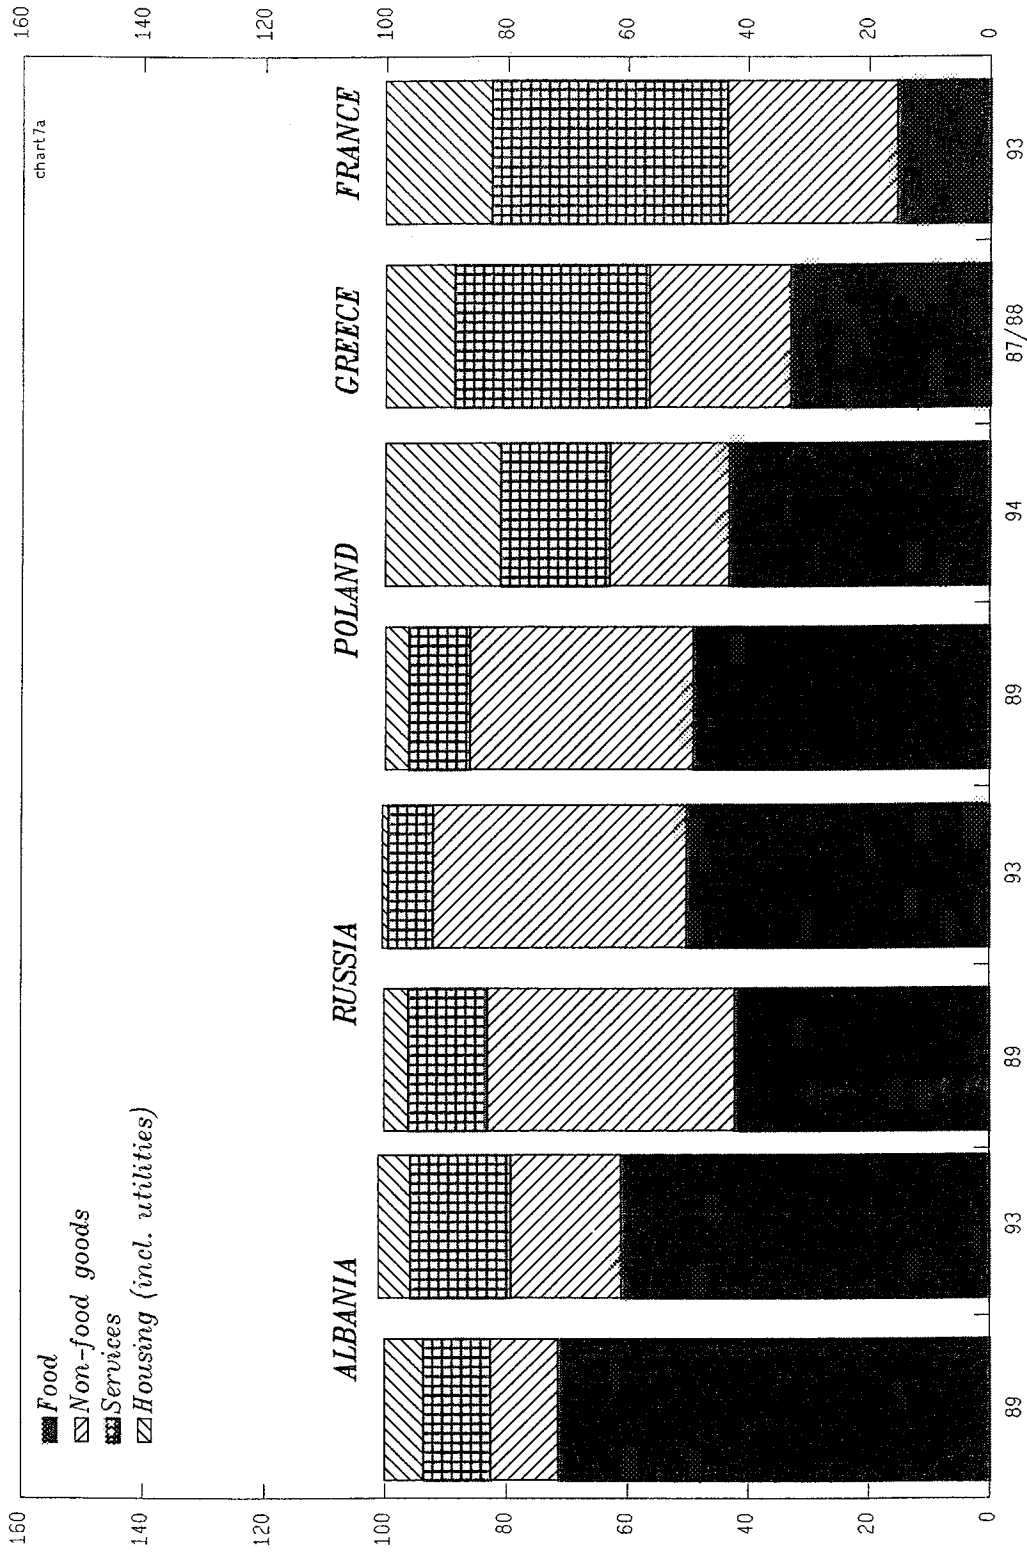 chart7a
Food
Non-food goods
Services
Housing (incl. utilities)
160
140
120
100
80
60
40
20
0
160
140
120
100
80
60
40
20
0
ALBANIA
RUSSIA
POLAND
GREECE
FRANCE
89
93
89
93
89
94
87/88
93